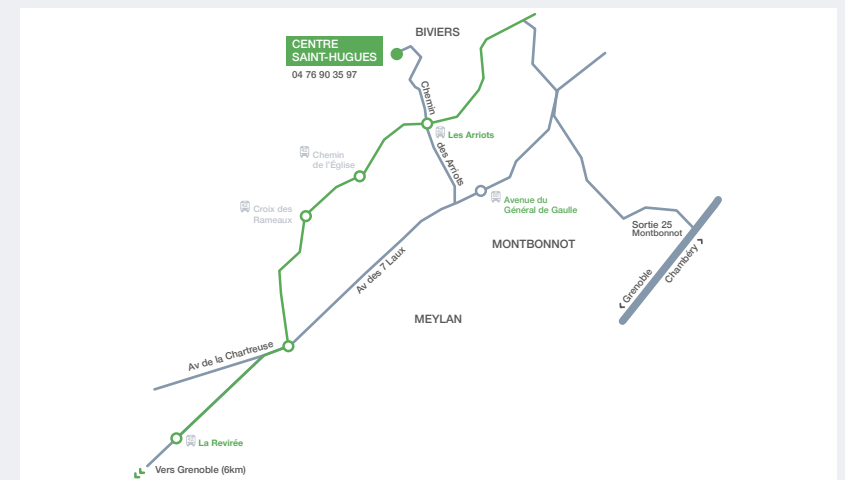 BIVIERS
CENTRE
SAINT-HUGUES
04 76 90 35 97
Chemin
des Arriots
Les Arriots
Chemin
de l'Église
Croix des
Rameaux
Avenue du
Général de Gaulle
Sortie 25
Montbonnot
MONTBONNOT
Av des 7 Laux
Grenoble
Chambéry
MEYLAN
Av de la Chartreuse
La Revirée
Vers Grenoble (6km)